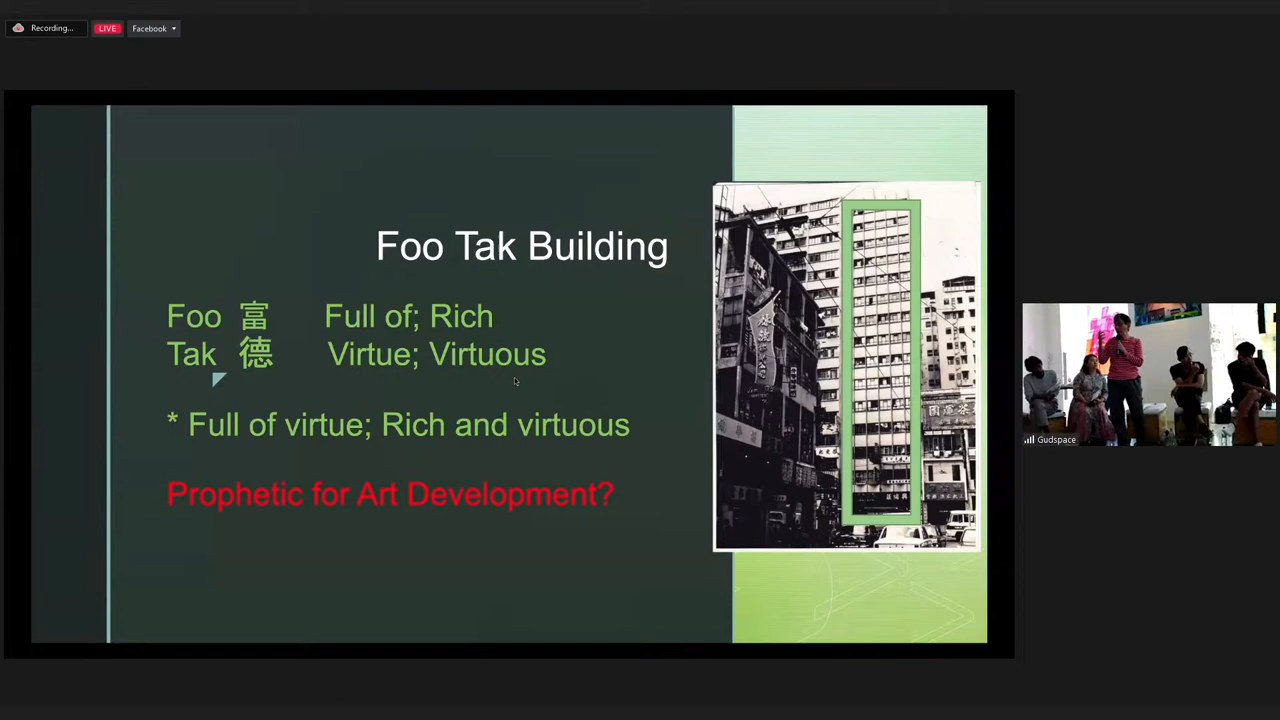 Recording...
LIVE
Facebook
Foo Tak Building
Foo 富 Full of; Rich
Tak 德 Virtue; Virtuous
* Full of virtue; Rich and virtuous
Prophetic for Art Development?
Gudspace